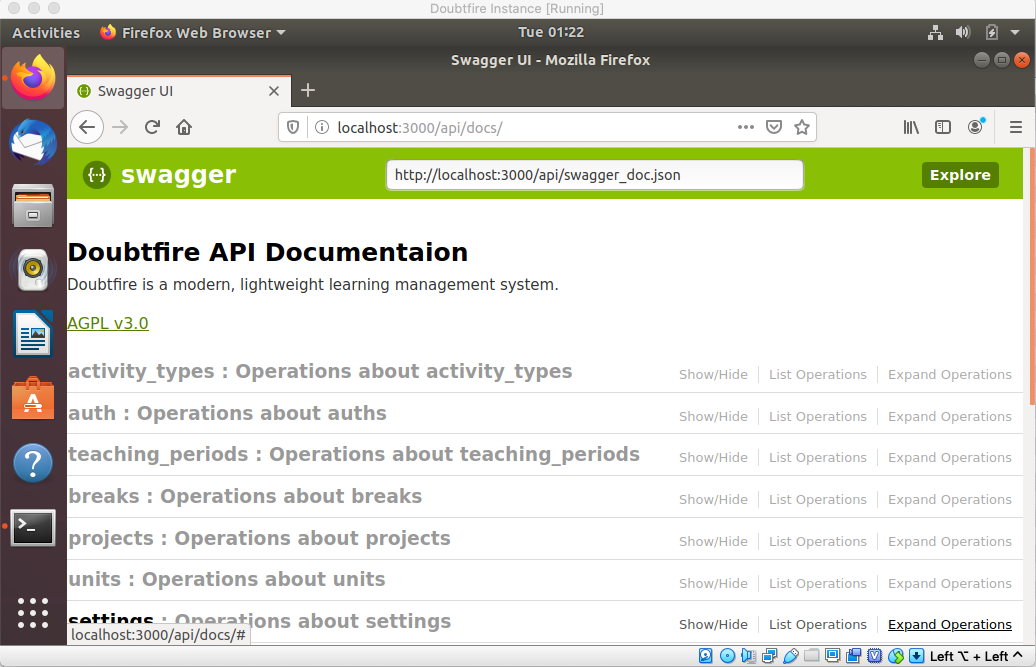 Doubtfire Instance [Running]
Activities Firefox Web Browser Tue 01:22
Swagger UI - Mozilla Firefox
Swagger UI
localhost:3000/api/docs/
{··} swagger http://localhost:3000/api/swagger_doc.json Explore
Doubtfire API Documentaion
Doubtfire is a modern, lightweight learning management system.
AGPL v3.0
activity_types : Operations about activity_types Show/Hide List Operations Expand Operations
auth : Operations about auths Show/Hide List Operations Expand Operations
teaching_periods : Operations about teaching_periods Show/Hide List Operations Expand Operations
breaks : Operations about breaks Show/Hide List Operations Expand Operations
projects : Operations about projects Show/Hide List Operations Expand Operations
units : Operations about units Show/Hide List Operations Expand Operations
settings : Operations about settings Show/Hide List Operations Expand Operations
localhost:3000/api/docs/#
Left ⌥ + Left ^